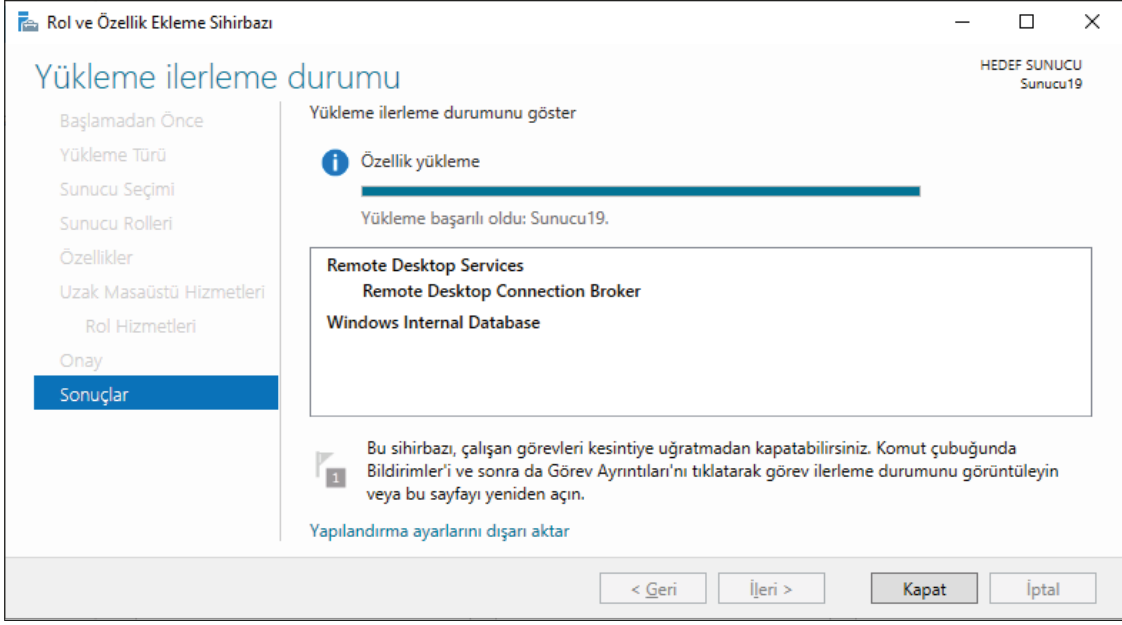 Rol ve Özellik Ekleme Sihirbazı
Yükleme ilerleme durumu
HEDEF SUNUCU
Sunucu19
Başlamadan Önce
Yükleme Türü
Sunucu Seçimi
Sunucu Rolleri
Özellikler
Uzak Masaüstü Hizmetleri
Rol Hizmetleri
Onay
Sonuçlar
Yükleme ilerleme durumunu göster
Özellik yükleme
Yükleme başarılı oldu: Sunucu19.
Remote Desktop Services
Remote Desktop Connection Broker
Windows Internal Database
1
Bu sihirbazı, çalışan görevleri kesintiye uğratmadan kapatabilirsiniz. Komut çubuğunda
Bildirimler'i ve sonra da Görev Ayrıntıları'nı tıklatarak görev ilerleme durumunu görüntüleyin
veya bu sayfayı yeniden açın.
Yapılandırma ayarlarını dışarı aktar
< Geri
İleri >
Kapat
İptal